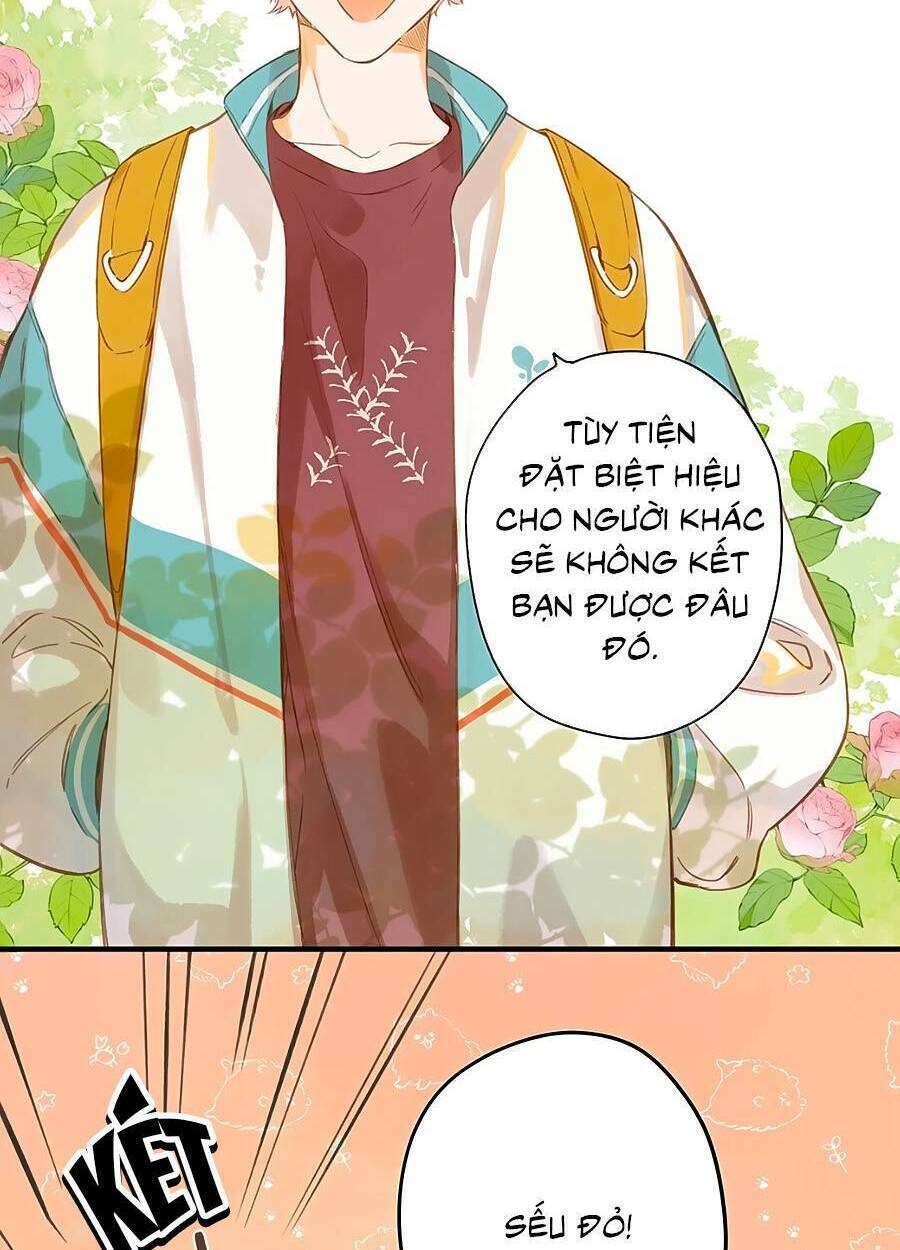 TÙY TIỆN
ĐẶT BIỆT HIỆU
CHO NGƯỜI KHÁC
SẼ KHÔNG KẾT
BẠN ĐƯỢC ĐÂU
ĐÓ.
KÉT
SẾU ĐỎ!